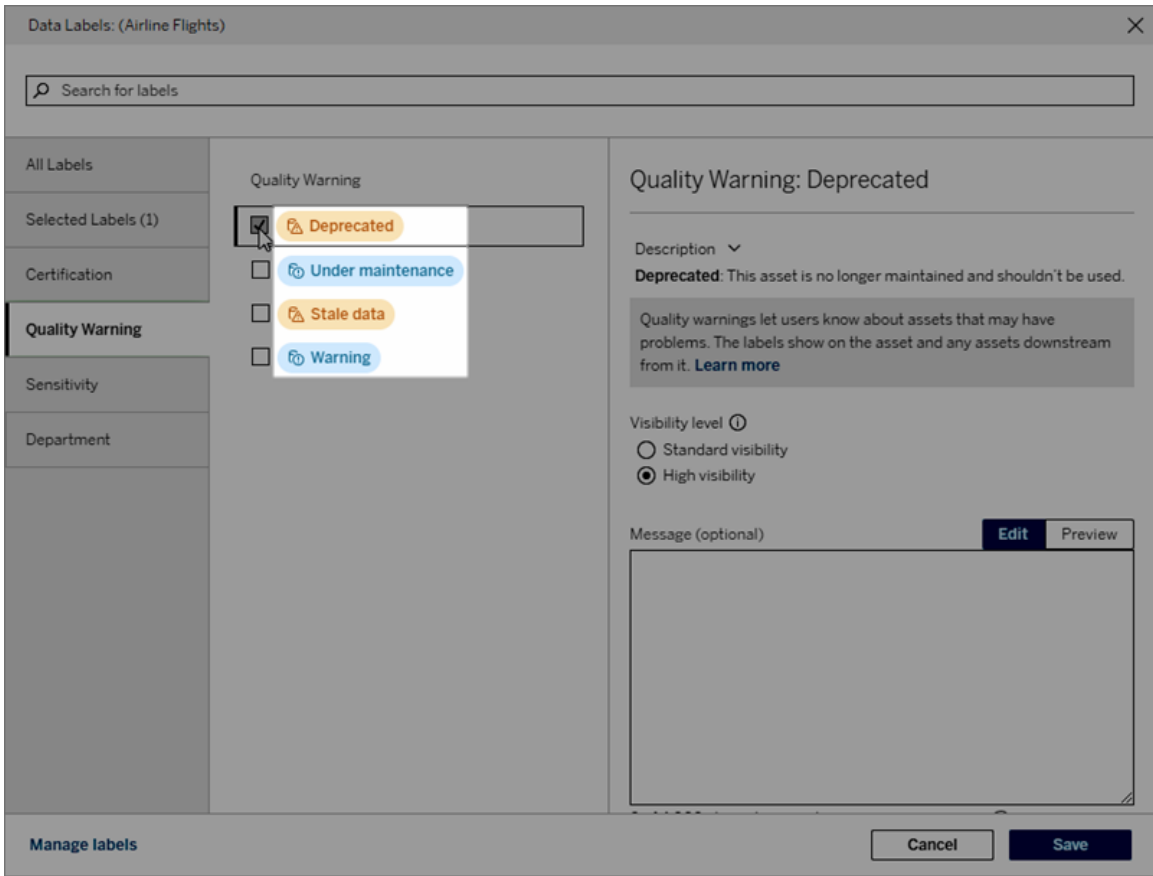 Data Labels: (Airline Flights)
Search for labels
All Labels
Selected Labels (1)
Certification
Quality Warning
Sensitivity
Department
Quality Warning
Deprecated
Under maintenance
Stale data
Warning
Quality Warning: Deprecated
Description
Deprecated: This asset is no longer maintained and shouldn't be used.
Quality warnings let users know about assets that may have
problems. The labels show on the asset and any assets downstream
from it. Learn more
Visibility level
Standard visibility
High visibility
Message (optional)
Edit
Preview
Manage labels
Cancel
Save